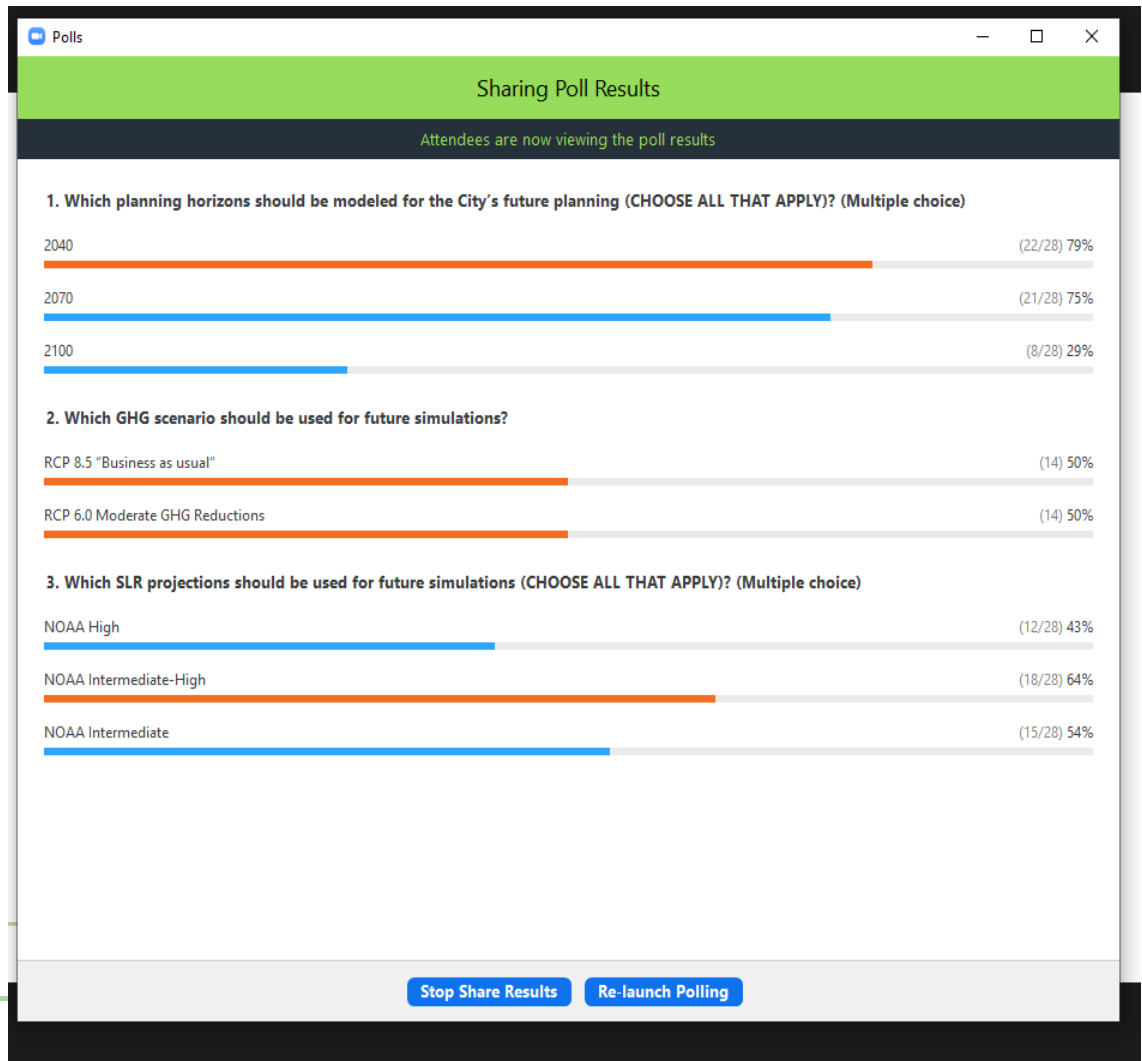 Polls
Sharing Poll Results
Attendees are now viewing the poll results
1. Which planning horizons should be modeled for the City’s future planning (CHOOSE ALL THAT APPLY)? (Multiple choice)
2040 (22/28) 79%
2070 (21/28) 75%
2100 (8/28) 29%
2. Which GHG scenario should be used for future simulations?
RCP 8.5 “Business as usual” (14) 50%
RCP 6.0 Moderate GHG Reductions (14) 50%
3. Which SLR projections should be used for future simulations (CHOOSE ALL THAT APPLY)? (Multiple choice)
NOAA High (12/28) 43%
NOAA Intermediate-High (18/28) 64%
NOAA Intermediate (15/28) 54%
Stop Share Results Re-launch Polling